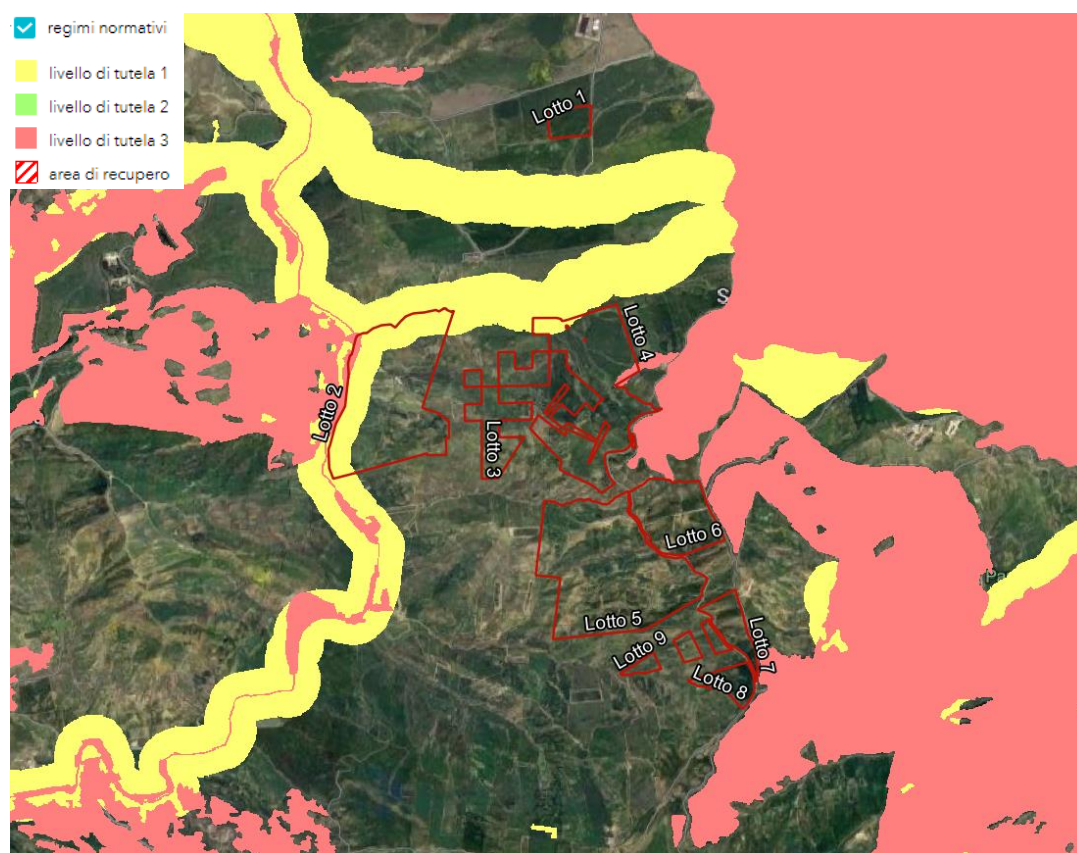 regimi normativi
livello di tutela 1
livello di tutela 2
livello di tutela 3
area di recupero
Lotto 1
S
Lotto 4
Lotto 2
Lotto 3
Lotto 6
Pa
Lotto 5
Lotto 9
Lotto 7
Lotto 8